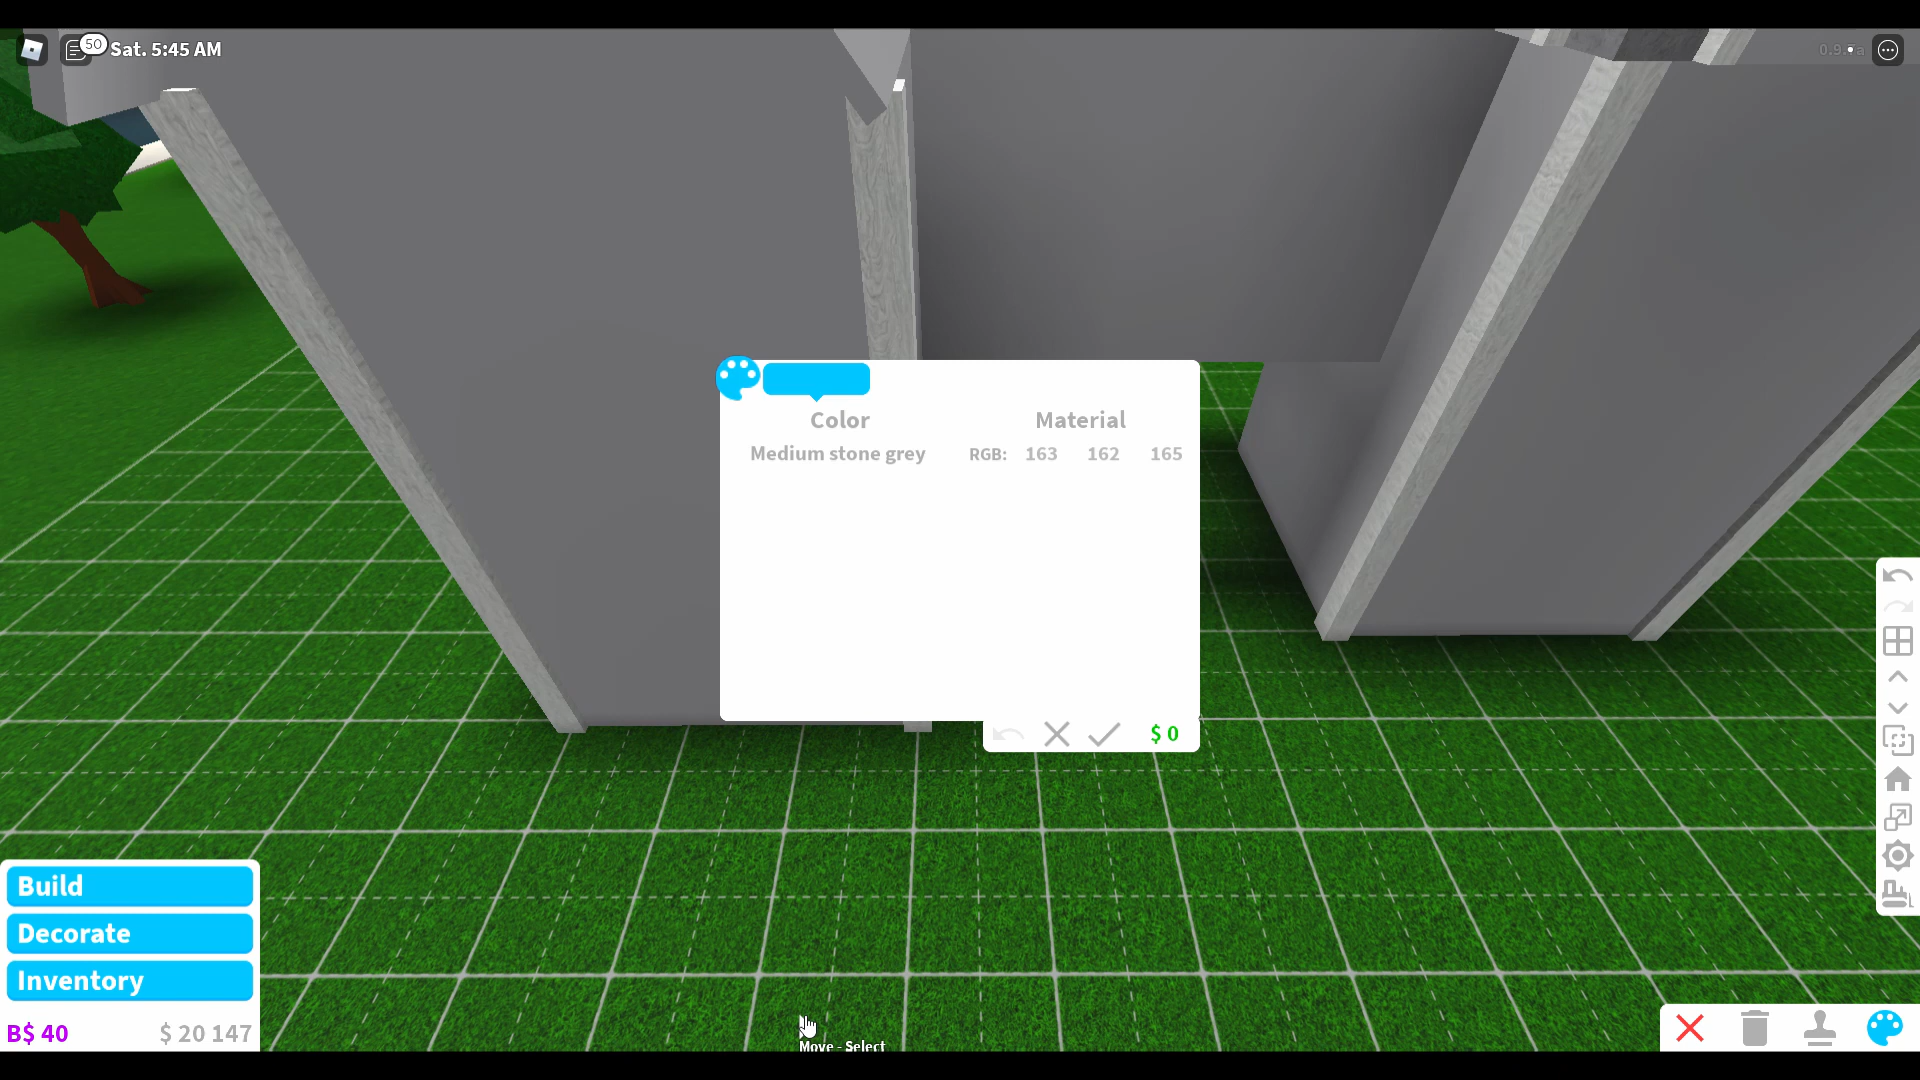 50
Sat. 5:45 AM
Color
Material
Medium stone grey
RGB: 163 162 165
$ 0
Build
Decorate
Inventory
B$ 40
$ 20 147
Move - Select